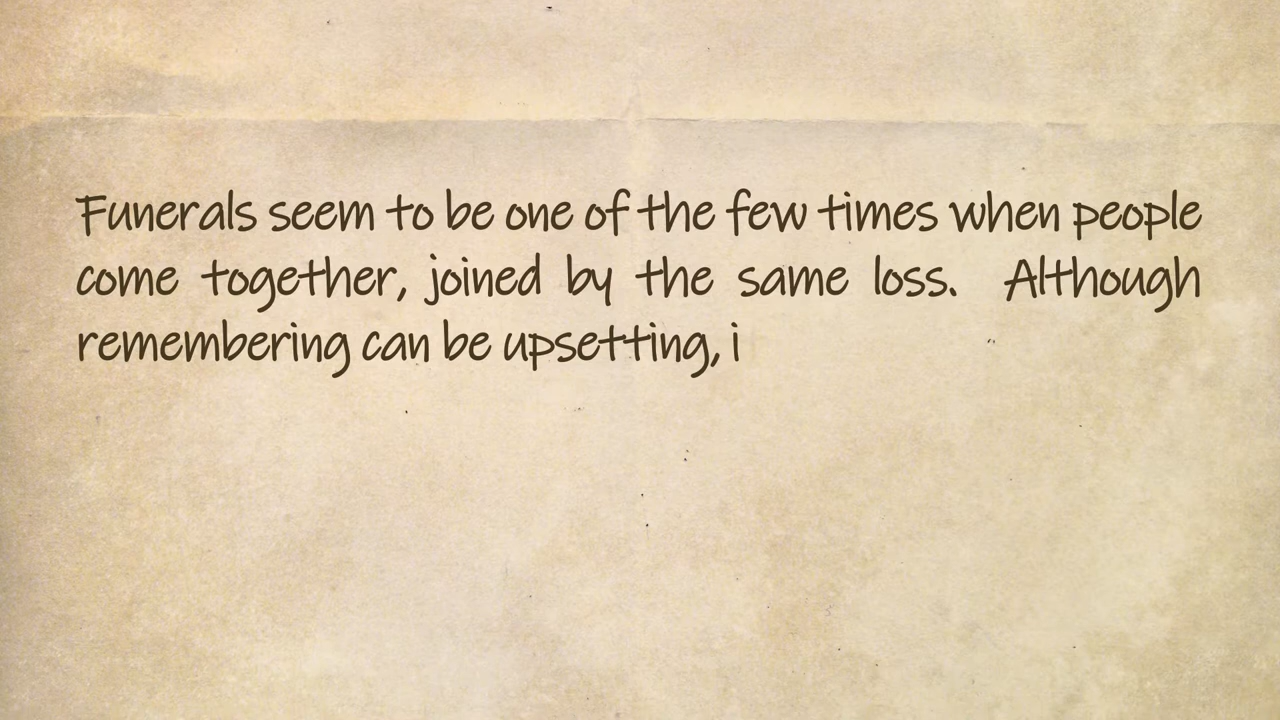 Funerals seem to be one of the few times when people
come together, joined by the same loss.  Although
remembering can be upsetting, i